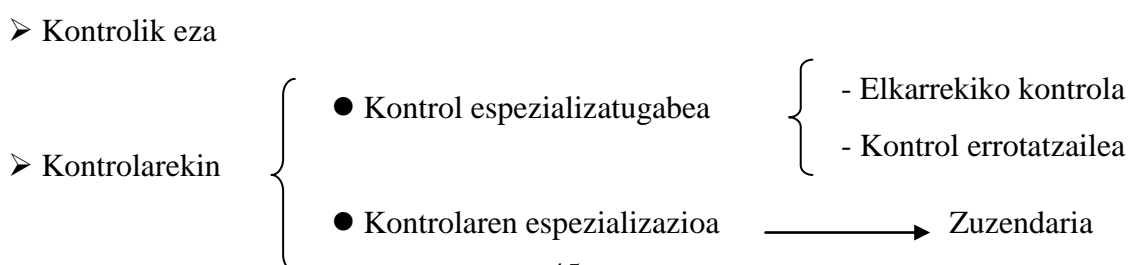 ➢ Kontrolik eza
● Kontrol espezializatugabea
- Elkarrekiko kontrola
- Kontrol errotatzailea
➢ Kontrolarekin
● Kontrolaren espezializazioa
Zuzendaria